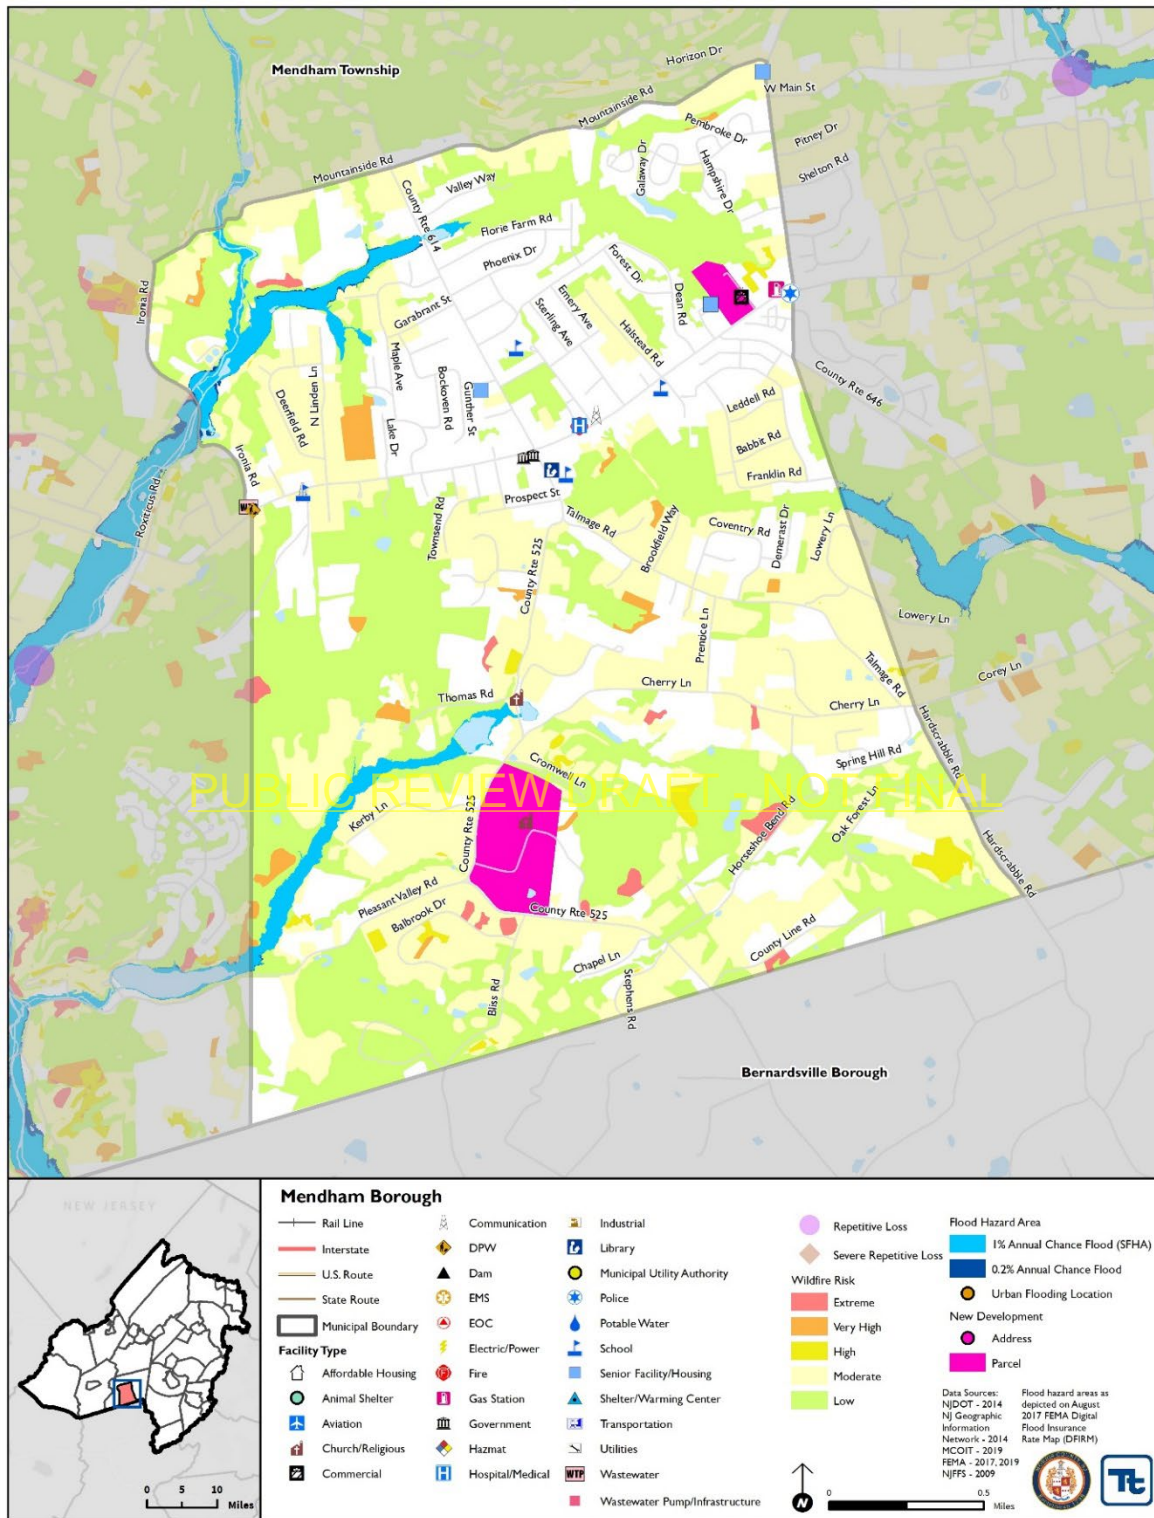 Mendham Township
Horizon Dr
W Main St
Mountainside Rd
Pembroke Dr
Pitney Dr
Mountainside Rd
Galaway Dr
Hampshire Dr
Shelton Rd
Valley Way
County Rte 614
Florie Farm Rd
Phoenix Dr
Forest Dr
Dean Rd
Ironia Rd
Garabrant St
Emery Ave
Sterling Ave
Halstead Rd
Maple Ave
Bockoven Rd
Gunther St
County Rte 646
N Linden Ln
Deerfield Rd
Lake Dr
Leddell Rd
Babbit Rd
Franklin Rd
Ironia Rd
Roxiticus Rd
WTP
Prospect St
Townsend Rd
Talmage Rd
Brookfield Way
Coventry Rd
Demerast Dr
Lowery Ln
County Rte 525
Lowery Ln
Prentice Ln
Talmage Rd
Corey Ln
Thomas Rd
Cherry Ln
Cherry Ln
Hardscrabble Rd
Spring Hill Rd
Cromwell Ln
PUBLIC REVIEW DRAFT - NOT FINAL
Kerby Ln
County Rte 525
Horseshoe Bend Rd
Oak Forest Ln
Hardscrabble Rd
Pleasant Valley Rd
Balbrook Dr
County Rte 525
County Line Rd
Chapel Ln
Bliss Rd
Stephens Rd
Bernardsville Borough
NEW JERSEY
0 5 10
Miles
Mendham Borough
Rail Line
Interstate
U.S. Route
State Route
Municipal Boundary
Facility Type
Affordable Housing
Animal Shelter
Aviation
Church/Religious
Commercial
Communication
DPW
Dam
EMS
EOC
Electric/Power
Fire
Gas Station
Government
Hazmat
Hospital/Medical
Industrial
Library
Municipal Utility Authority
Police
Potable Water
School
Senior Facility/Housing
Shelter/Warming Center
Transportation
Utilities
WTP Wastewater
Wastewater Pump/Infrastructure
Repetitive Loss
Severe Repetitive Loss
Wildfire Risk
Extreme
Very High
High
Moderate
Low
Flood Hazard Area
1% Annual Chance Flood (SFHA)
0.2% Annual Chance Flood
Urban Flooding Location
New Development
Address
Parcel
Data Sources:
NJDOT - 2014
NJ Geographic
Information
Network - 2014
MCOIT - 2019
FEMA - 2017, 2019
NJFFS - 2009
Flood hazard areas as
depicted on August
2017 FEMA Digital
Flood Insurance
Rate Map (DFIRM)
N
0 0.5
Miles
Tt